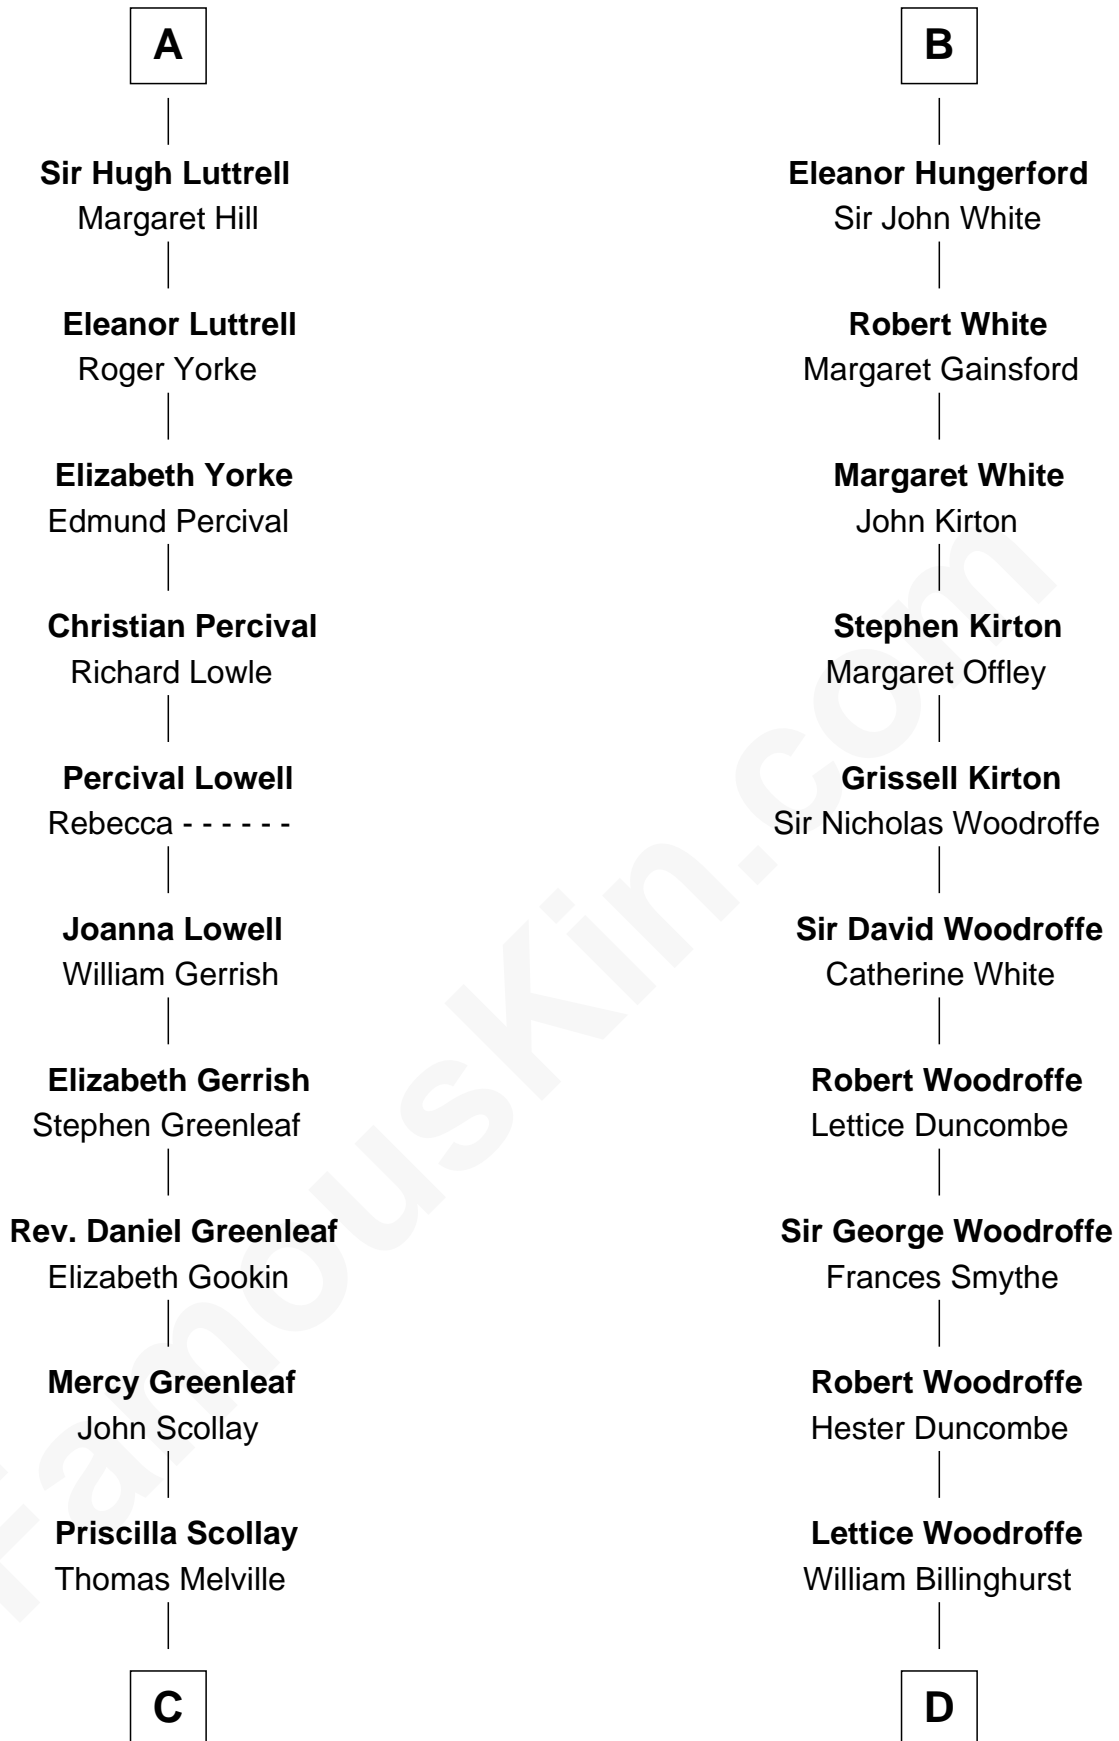 A
Sir Hugh Luttrell
Margaret Hill
Eleanor Luttrell
Roger Yorke
Elizabeth Yorke
Edmund Percival
Christian Percival
Richard Lowle
Percival Lowell
Rebecca - - - - - -
Joanna Lowell
William Gerrish
Elizabeth Gerrish
Stephen Greenleaf
Rev. Daniel Greenleaf
Elizabeth Gookin
Mercy Greenleaf
John Scollay
Priscilla Scollay
Thomas Melville
C
B
Eleanor Hungerford
Sir John White
Robert White
Margaret Gainsford
Margaret White
John Kirton
Stephen Kirton
Margaret Offley
Grissell Kirton
Sir Nicholas Woodroffe
Sir David Woodroffe
Catherine White
Robert Woodroffe
Lettice Duncombe
Sir George Woodroffe
Frances Smythe
Robert Woodroffe
Hester Duncombe
Lettice Woodroffe
William Billinghurst
D
FamousKin.com